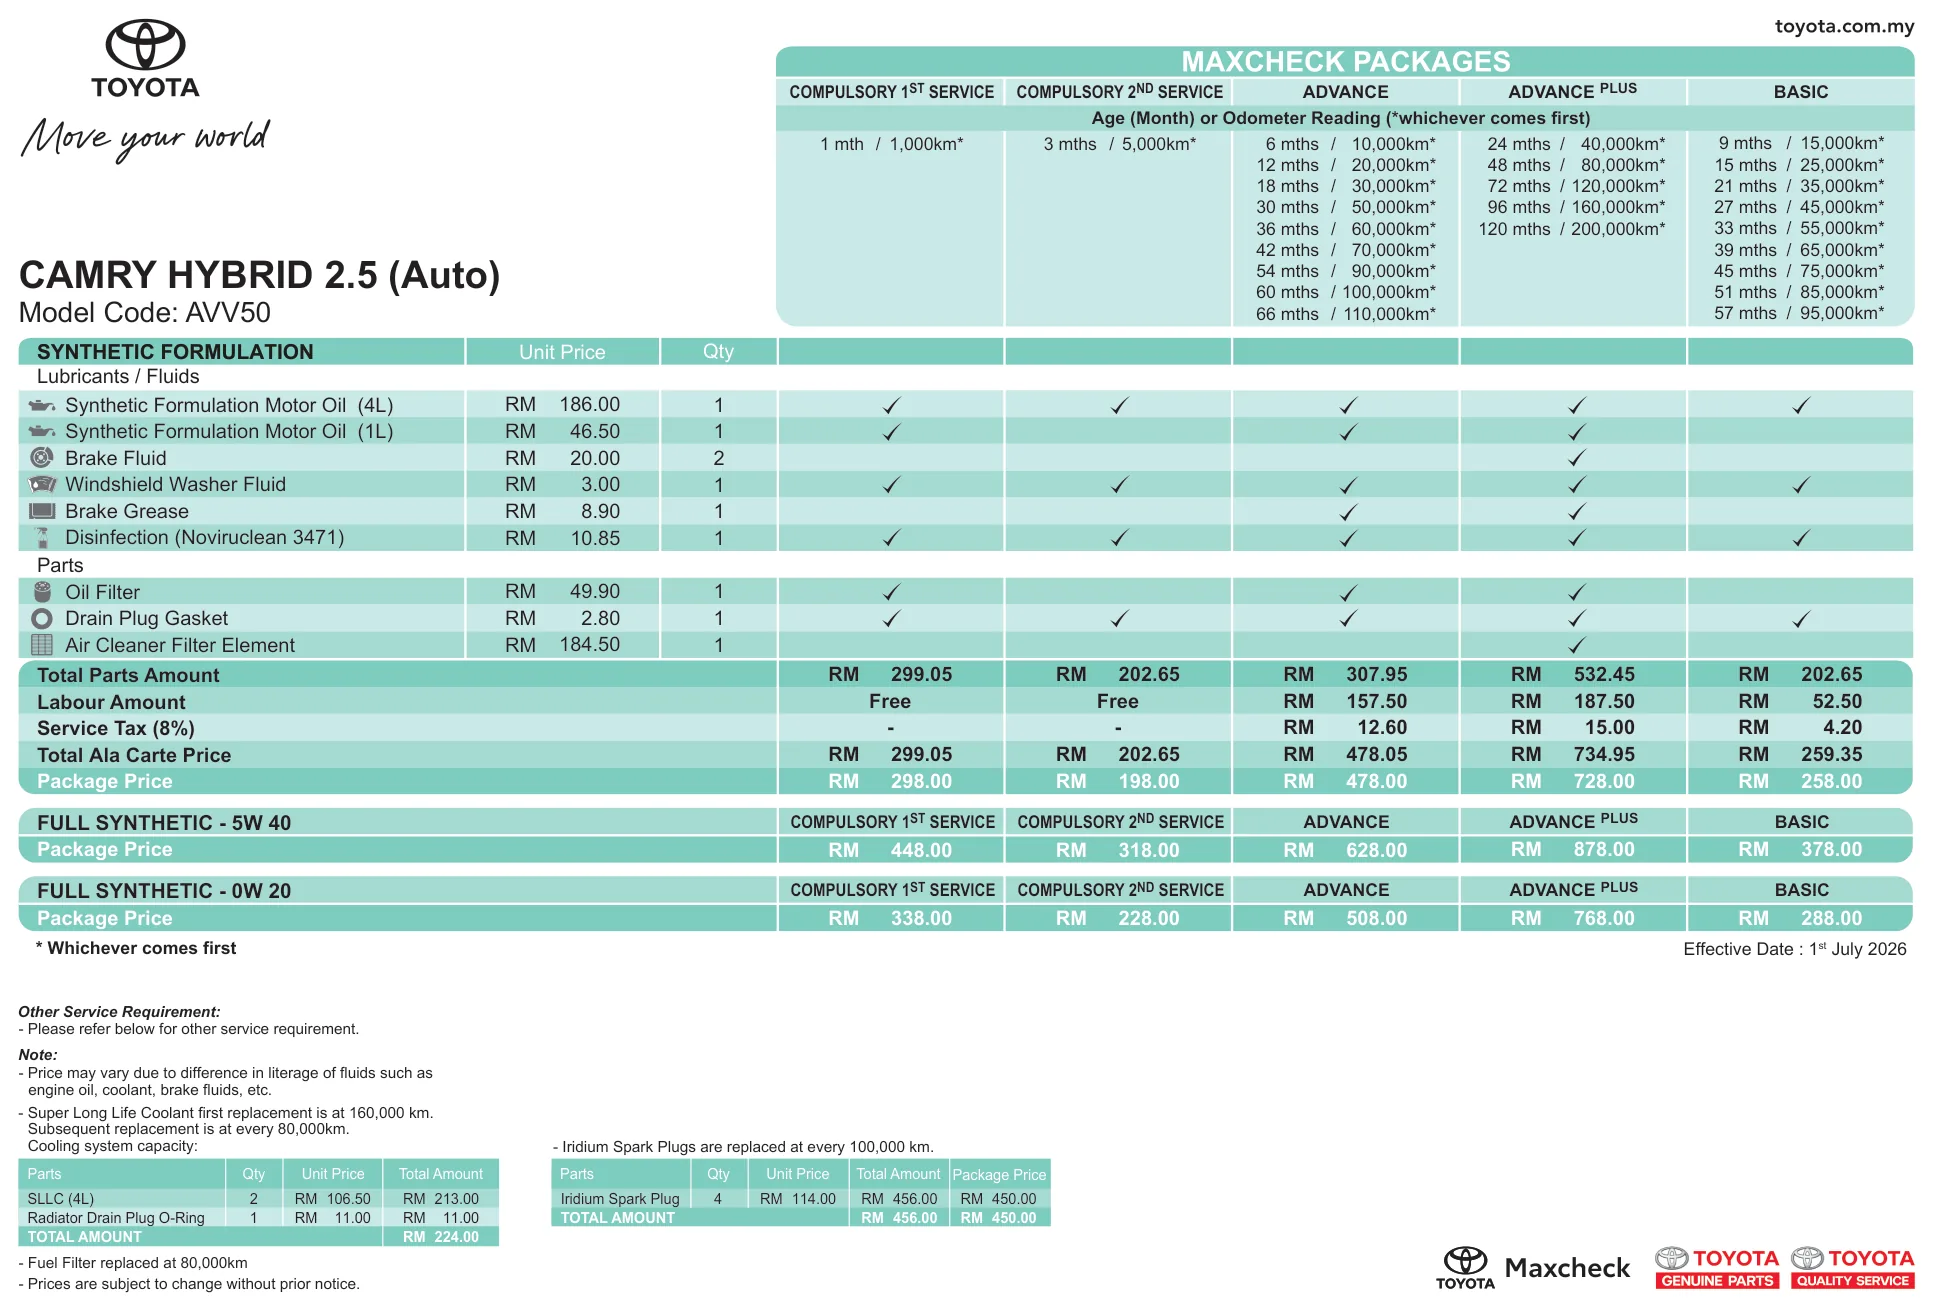 toyota.com.my
TOYOTA
Move your world
MAXCHECK PACKAGES
COMPULSORY 1ST SERVICE COMPULSORY 2ND SERVICE ADVANCE ADVANCE PLUS BASIC
Age (Month) or Odometer Reading (*whichever comes first)
1 mth / 1,000km* 3 mths / 5,000km* 6 mths / 10,000km* 24 mths / 40,000km* 9 mths / 15,000km*
12 mths / 20,000km* 48 mths / 80,000km* 15 mths / 25,000km*
18 mths / 30,000km* 72 mths / 120,000km* 21 mths / 35,000km*
30 mths / 50,000km* 96 mths / 160,000km* 27 mths / 45,000km*
36 mths / 60,000km* 120 mths / 200,000km* 33 mths / 55,000km*
42 mths / 70,000km* 39 mths / 65,000km*
54 mths / 90,000km* 45 mths / 75,000km*
60 mths / 100,000km* 51 mths / 85,000km*
66 mths / 110,000km* 57 mths / 95,000km*
CAMRY HYBRID 2.5 (Auto)
Model Code: AVV50
SYNTHETIC FORMULATION Unit Price Qty
Lubricants / Fluids
Synthetic Formulation Motor Oil (4L) RM 186.00 1 ✓ ✓ ✓ ✓ ✓
Synthetic Formulation Motor Oil (1L) RM 46.50 1 ✓ ✓ ✓
Brake Fluid RM 20.00 2 ✓
Windshield Washer Fluid RM 3.00 1 ✓ ✓ ✓ ✓ ✓
Brake Grease RM 8.90 1 ✓ ✓
Disinfection (Noviruclean 3471) RM 10.85 1 ✓ ✓ ✓ ✓ ✓
Parts
Oil Filter RM 49.90 1 ✓ ✓ ✓
Drain Plug Gasket RM 2.80 1 ✓ ✓ ✓ ✓ ✓
Air Cleaner Filter Element RM 184.50 1 ✓
Total Parts Amount RM 299.05 RM 202.65 RM 307.95 RM 532.45 RM 202.65
Labour Amount Free Free RM 157.50 RM 187.50 RM 52.50
Service Tax (8%) - - RM 12.60 RM 15.00 RM 4.20
Total Ala Carte Price RM 299.05 RM 202.65 RM 478.05 RM 734.95 RM 259.35
Package Price RM 298.00 RM 198.00 RM 478.00 RM 728.00 RM 258.00
FULL SYNTHETIC - 5W 40 COMPULSORY 1ST SERVICE COMPULSORY 2ND SERVICE ADVANCE ADVANCE PLUS BASIC
Package Price RM 448.00 RM 318.00 RM 628.00 RM 878.00 RM 378.00
FULL SYNTHETIC - 0W 20 COMPULSORY 1ST SERVICE COMPULSORY 2ND SERVICE ADVANCE ADVANCE PLUS BASIC
Package Price RM 338.00 RM 228.00 RM 508.00 RM 768.00 RM 288.00
* Whichever comes first
Effective Date : 1st July 2026
Other Service Requirement:
- Please refer below for other service requirement.
Note:
- Price may vary due to difference in literage of fluids such as
engine oil, coolant, brake fluids, etc.
- Super Long Life Coolant first replacement is at 160,000 km.
Subsequent replacement is at every 80,000km.
Cooling system capacity:
Parts Qty Unit Price Total Amount
SLLC (4L) 2 RM 106.50 RM 213.00
Radiator Drain Plug O-Ring 1 RM 11.00 RM 11.00
TOTAL AMOUNT RM 224.00
- Fuel Filter replaced at 80,000km
- Prices are subject to change without prior notice.
- Iridium Spark Plugs are replaced at every 100,000 km.
Parts Qty Unit Price Total Amount Package Price
Iridium Spark Plug 4 RM 114.00 RM 456.00 RM 450.00
TOTAL AMOUNT RM 456.00 RM 450.00
TOYOTA Maxcheck
TOYOTA GENUINE PARTS
TOYOTA QUALITY SERVICE